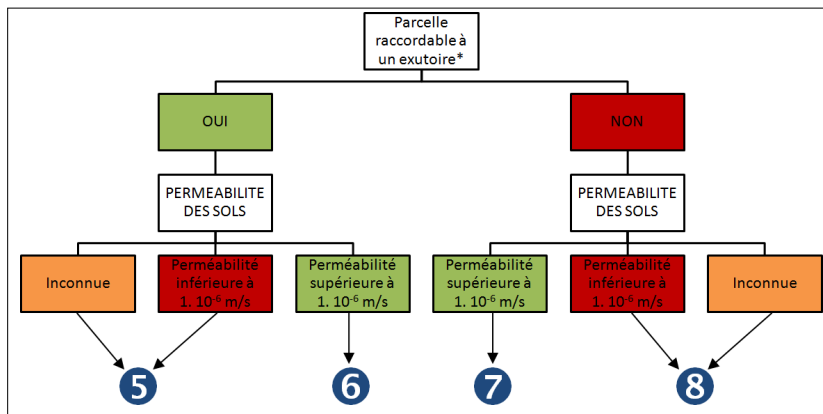 Parcelle
raccordable à
un exutoire*
OUI
NON
PERMEABILITE
DES SOLS
PERMEABILITE
DES SOLS
Inconnue
Perméabilité
inférieure à
1. 10⁻⁶ m/s
Perméabilité
supérieure à
1. 10⁻⁶ m/s
Perméabilité
supérieure à
1. 10⁻⁶ m/s
Perméabilité
inférieure à
1. 10⁻⁶ m/s
Inconnue
5
6
7
8